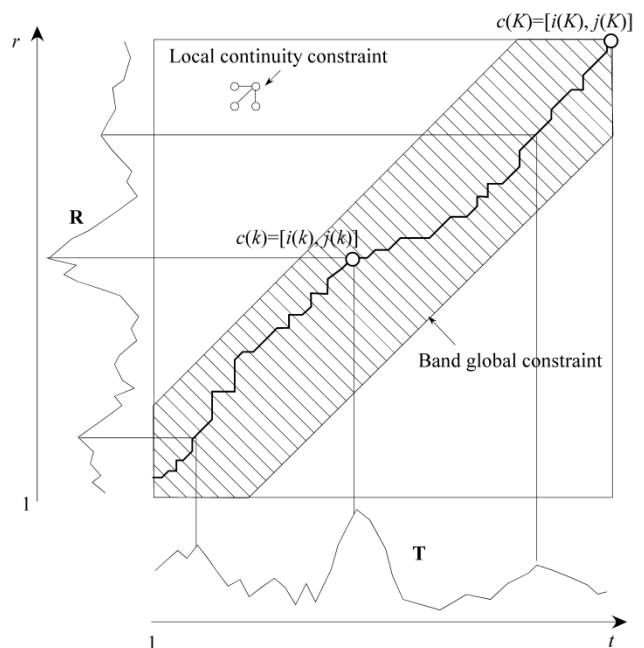 c(K)=[i(K), j(K)]
r
Local continuity constraint
R
c(k)=[i(k), j(k)]
Band global constraint
1
T
1
t